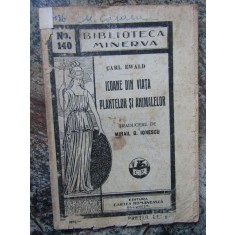 No.
140
BIBLIOTECA
MINERVA
CARL EWALD
ICOANE DIN VIAȚA
PLANTELOR ȘI ANIMALELOR
TRADUCERE DE
MIHAIL G. IONESCU
EDITURA
CARTEA ROMÂNEASCĂ